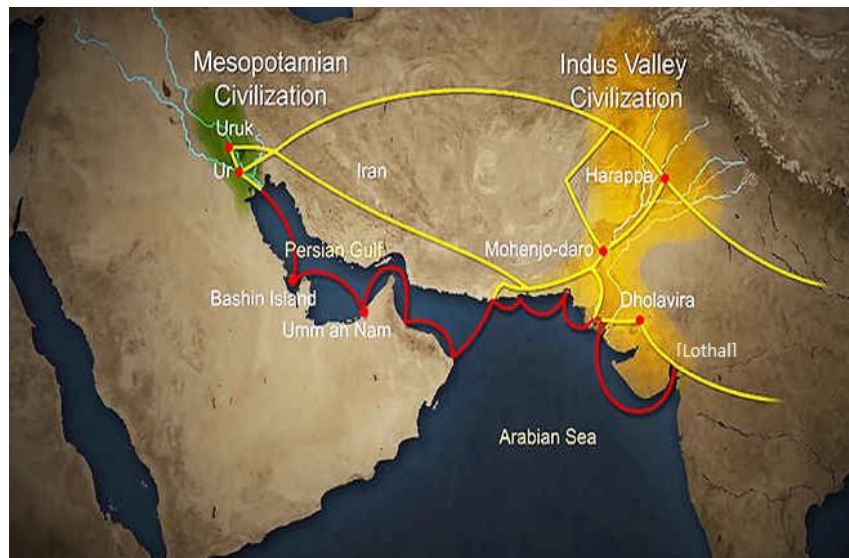 Mesopotamian
Civilization
Indus Valley
Civilization
Uruk
Ur
Iran
Harappa
Persian Gulf
Mohenjo-daro
Bashin Island
Dholavira
Umm an Nam
[Lothal]
Arabian Sea